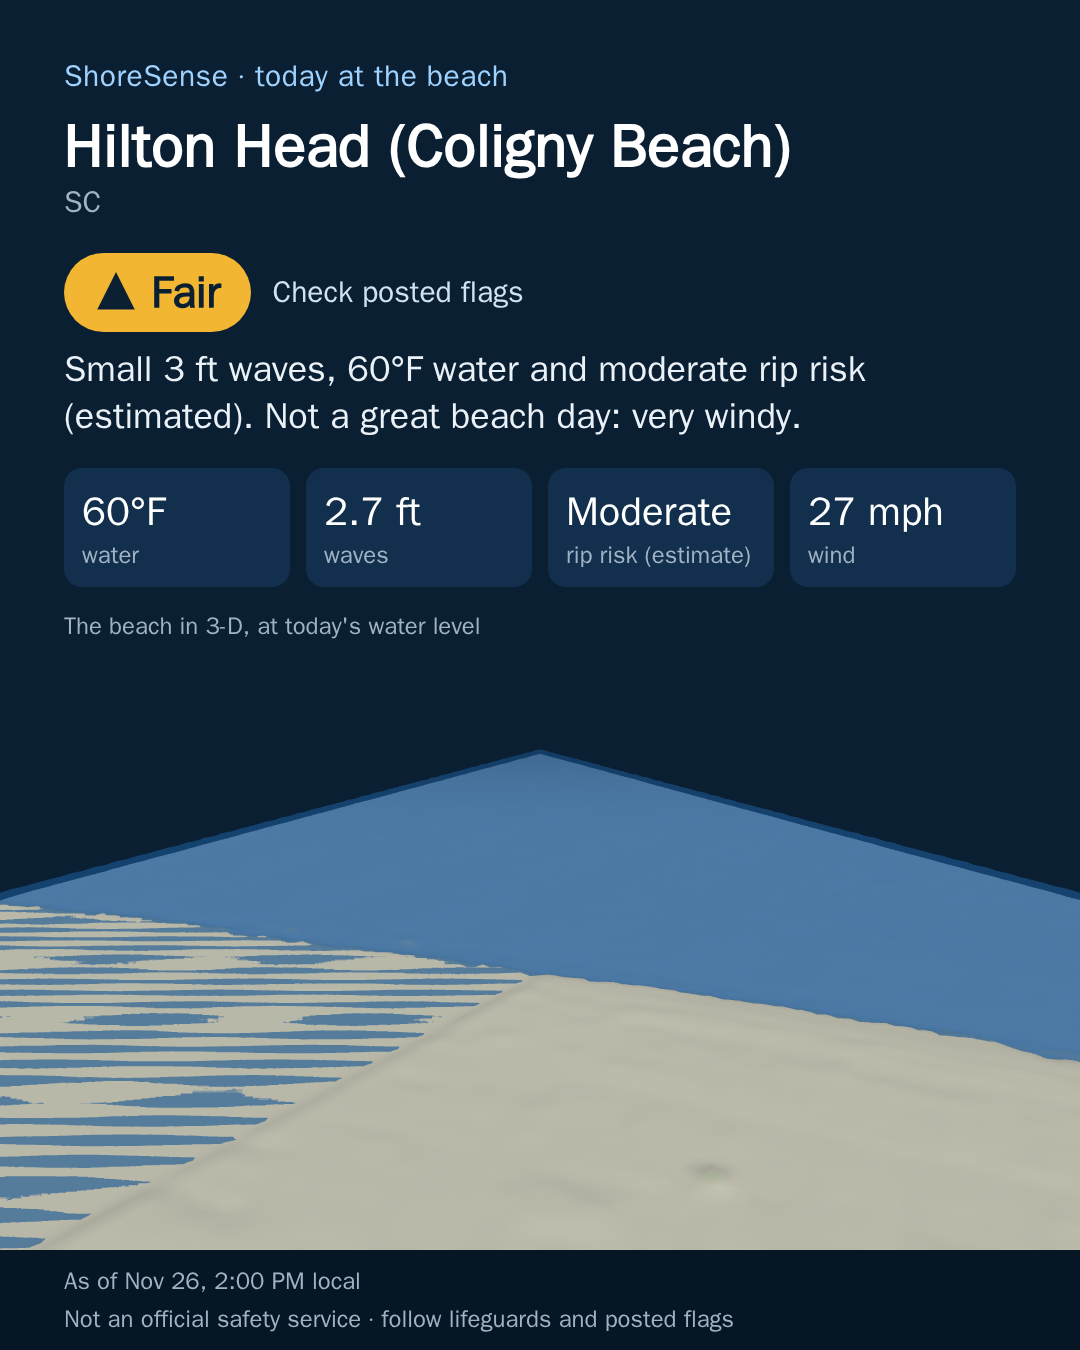 ShoreSense · today at the beach
Hilton Head (Coligny Beach)
SC
Fair
Check posted flags
Small 3 ft waves, 60°F water and moderate rip risk
(estimated). Not a great beach day: very windy.
60°F
water
2.7 ft
waves
Moderate
rip risk (estimate)
27 mph
wind
The beach in 3-D, at today's water level
As of Nov 26, 2:00 PM local
Not an official safety service · follow lifeguards and posted flags